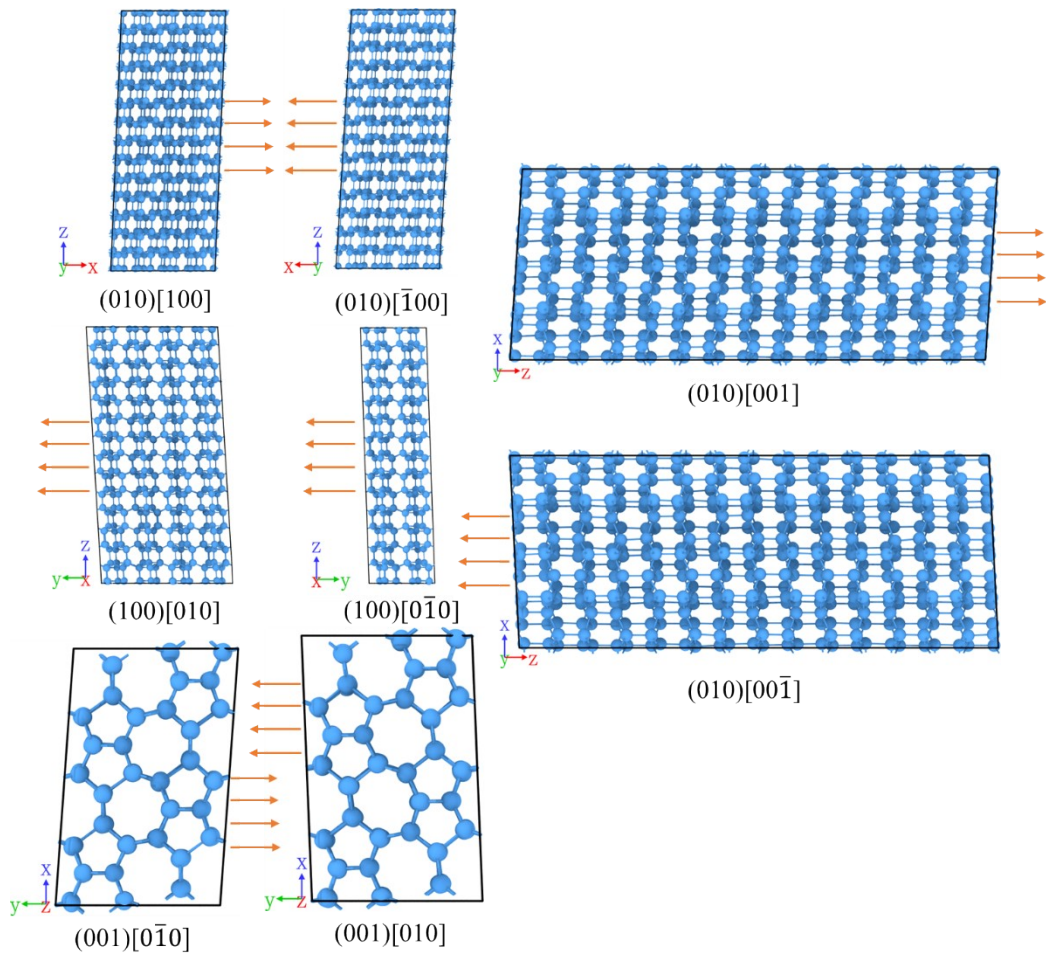 z
y x
(010)[100]
z
x y
(010)[1̅00]
x
y z
(010)[001]
z
y x
(100)[010]
z
x y
(100)[01̅0]
x
y z
(010)[001̅]
x
y z
(001)[01̅0]
x
y z
(001)[010]